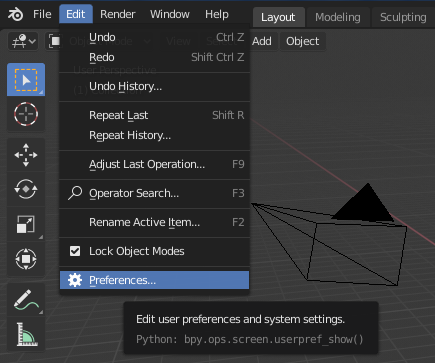 File Edit Render Window Help Layout Modeling Sculpting
Undo Ctrl Z
Add Object
Redo Shift Ctrl Z
Undo History...
Repeat Last Shift R
Repeat History...
Adjust Last Operation... F9
Operator Search... F3
Rename Active Item... F2
Lock Object Modes
Preferences...
Edit user preferences and system settings.
Python: bpy.ops.screen.userpref_show()